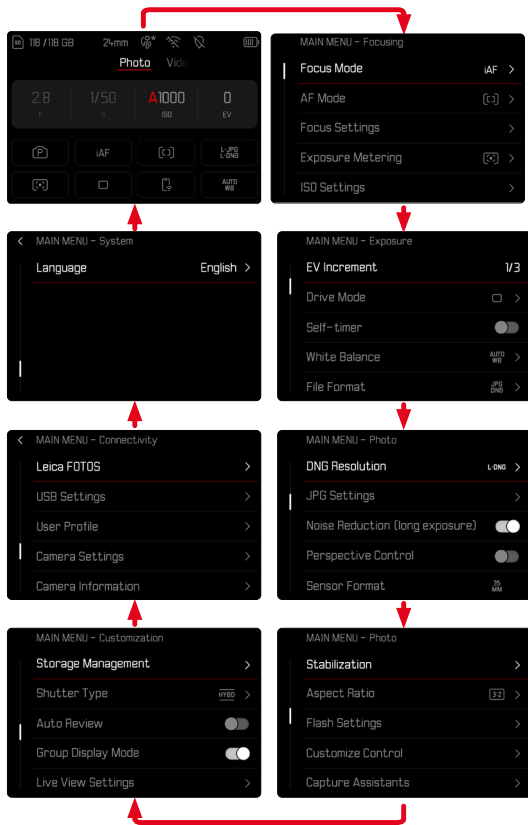 118 /118 GB 24mm
Photo Vide
2.8 1/50 A1000 0
F S ISO EV
P iAF L-JPG L-DNG
AUTO WB
MAIN MENU - Focusing
Focus Mode iAF
AF Mode
Focus Settings
Exposure Metering
ISO Settings
MAIN MENU - System
Language English
MAIN MENU - Exposure
EV Increment 1/3
Drive Mode
Self-timer
White Balance AUTO WB
File Format JPG DNG
MAIN MENU - Connectivity
Leica FOTOS
USB Settings
User Profile
Camera Settings
Camera Information
MAIN MENU - Photo
DNG Resolution L-DNG
JPG Settings
Noise Reduction (long exposure)
Perspective Control
Sensor Format 35 MM
MAIN MENU - Customization
Storage Management
Shutter Type HYBD
Auto Review
Group Display Mode
Live View Settings
MAIN MENU - Photo
Stabilization
Aspect Ratio 3:2
Flash Settings
Customize Control
Capture Assistants